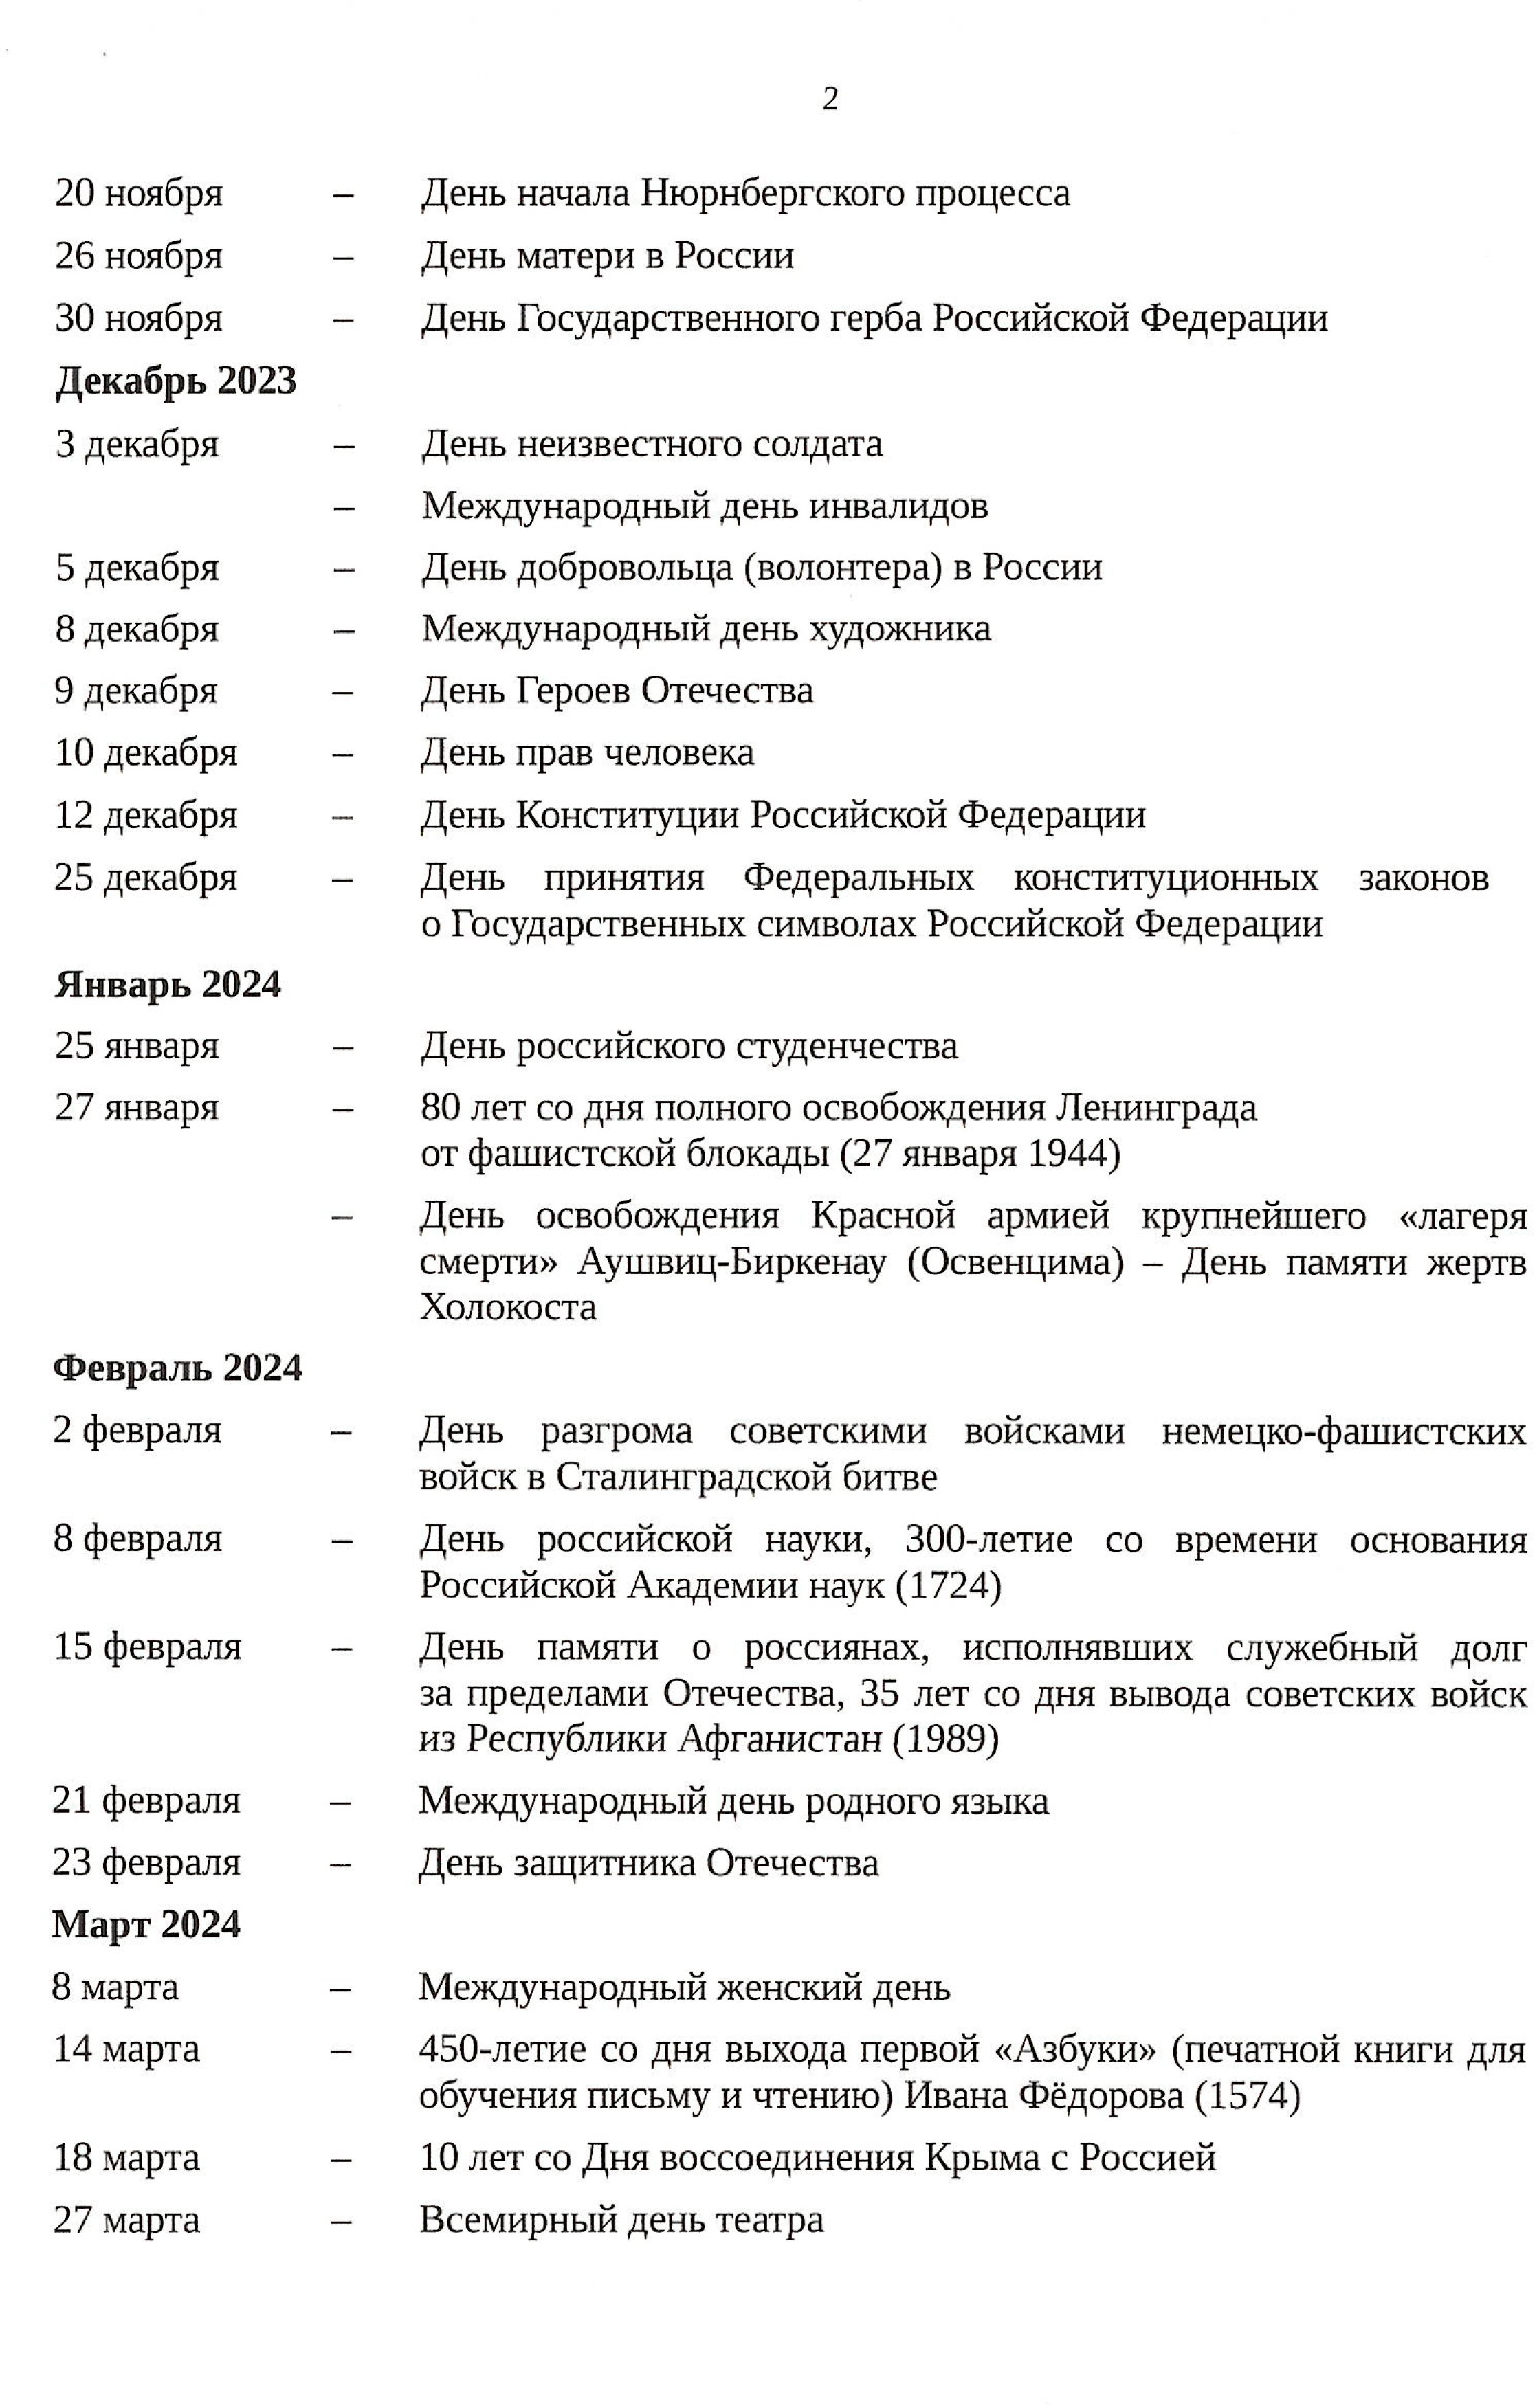 2
20 ноября – День начала Нюрнбергского процесса
26 ноября – День матери в России
30 ноября – День Государственного герба Российской Федерации
Декабрь 2023
3 декабря – День неизвестного солдата
– Международный день инвалидов
5 декабря – День добровольца (волонтера) в России
8 декабря – Международный день художника
9 декабря – День Героев Отечества
10 декабря – День прав человека
12 декабря – День Конституции Российской Федерации
25 декабря – День принятия Федеральных конституционных законов
о Государственных символах Российской Федерации
Январь 2024
25 января – День российского студенчества
27 января – 80 лет со дня полного освобождения Ленинграда
от фашистской блокады (27 января 1944)
– День освобождения Красной армией крупнейшего «лагеря
смерти» Аушвиц-Биркенау (Освенцима) – День памяти жертв
Холокоста
Февраль 2024
2 февраля – День разгрома советскими войсками немецко-фашистских
войск в Сталинградской битве
8 февраля – День российской науки, 300-летие со времени основания
Российской Академии наук (1724)
15 февраля – День памяти о россиянах, исполнявших служебный долг
за пределами Отечества, 35 лет со дня вывода советских войск
из Республики Афганистан (1989)
21 февраля – Международный день родного языка
23 февраля – День защитника Отечества
Март 2024
8 марта – Международный женский день
14 марта – 450-летие со дня выхода первой «Азбуки» (печатной книги для
обучения письму и чтению) Ивана Фёдорова (1574)
18 марта – 10 лет со Дня воссоединения Крыма с Россией
27 марта – Всемирный день театра